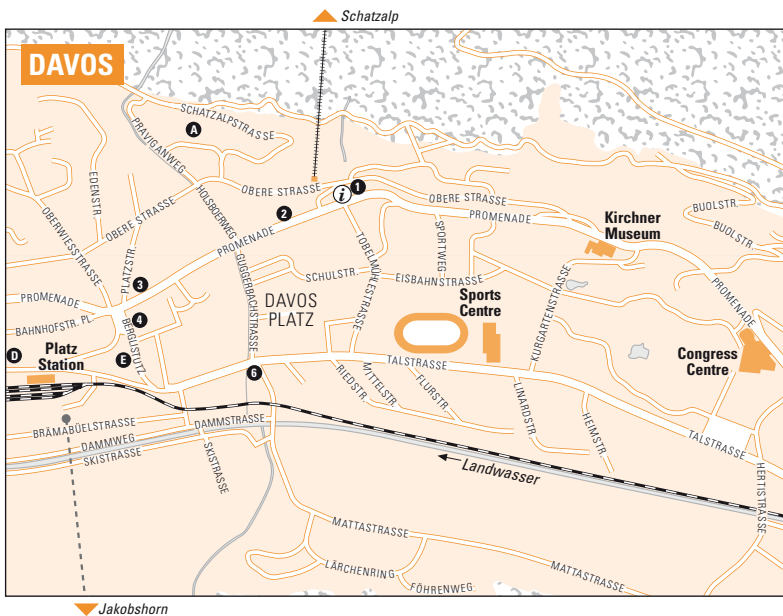 Schatzalp
DAVOS
SCHATZALPSTRASSE
A
PRAVIGANWEG
EDENSTR.
OBERE STRASSE
i
1
HOLSBOERWEG
OBERE STRASSE
2
PROMENADE
BUOLSTR.
OBERWIESSTRASSE
OBERE STRASSE
PROMENADE
Kirchner
Museum
BUOLSTR.
PLATZSTR.
TOBELMÜHLESTRASSE
SPORTWEG
GUGGERBACHSTRASSE
SCHULSTR.
EISBAHNSTRASSE
3
PROMENADE
DAVOS
PLATZ
Sports
Centre
KURGARTENSTRASSE
PROMENADE
BAHNHOFSTR. PL.
4
BERGLISTUTZ
D
Platz
Station
E
6
TALSTRASSE
Congress
Centre
RIEDSTR.
MITTELSTR.
FLURSTR.
LINARDSTR.
HEIMSTR.
TALSTRASSE
BRÄMABÜELSTRASSE
DAMMSTRASSE
DAMMWEG
SKISTRASSE
SKISTRASSE
Landwasser
HERTISTRASSE
MATTASTRASSE
LÄRCHENRING
MATTASTRASSE
FÖHRENWEG
Jakobshorn